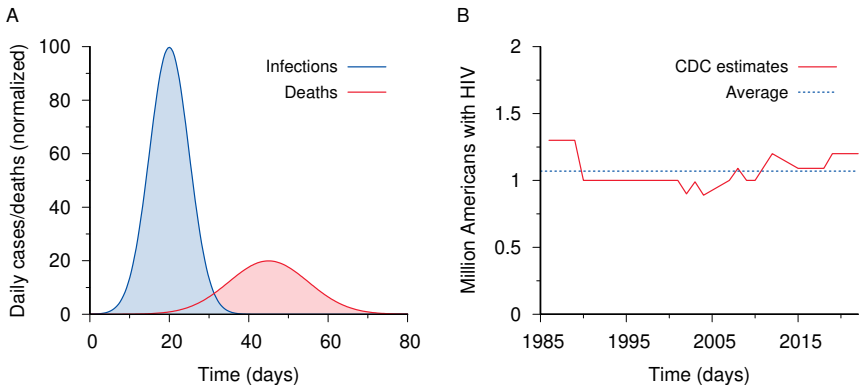 A
Daily cases/deaths (normalized)
100
80
60
40
20
0
Infections
Deaths
0 20 40 60 80
Time (days)
B
Million Americans with HIV
2
1.5
1
0.5
0
CDC estimates
Average
1985 1995 2005 2015
Time (days)